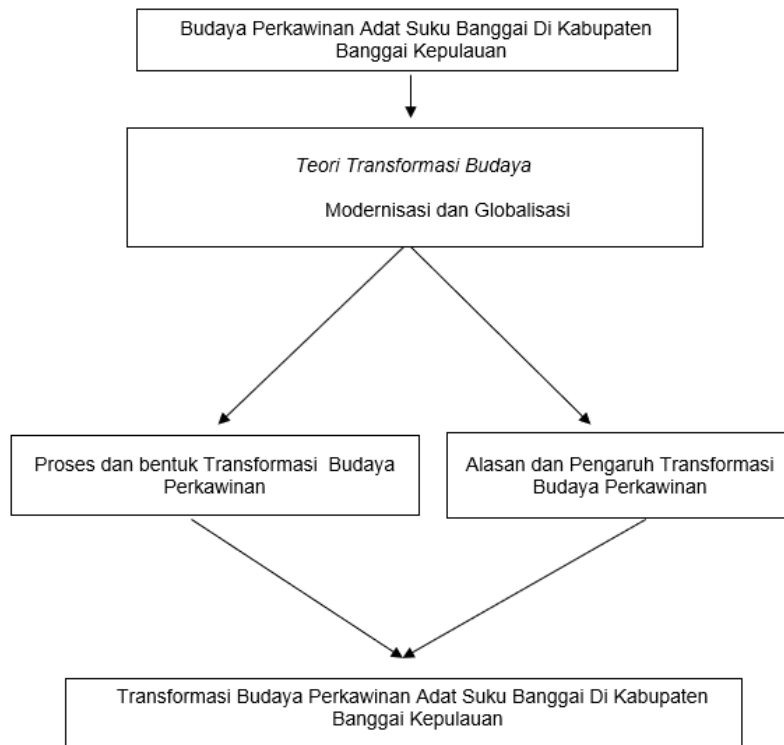 Budaya Perkawinan Adat Suku Banggai Di Kabupaten
Banggai Kepulauan
Teori Transformasi Budaya
Modernisasi dan Globalisasi
Proses dan bentuk Transformasi Budaya
Perkawinan
Alasan dan Pengaruh Transformasi
Budaya Perkawinan
Transformasi Budaya Perkawinan Adat Suku Banggai Di Kabupaten
Banggai Kepulauan